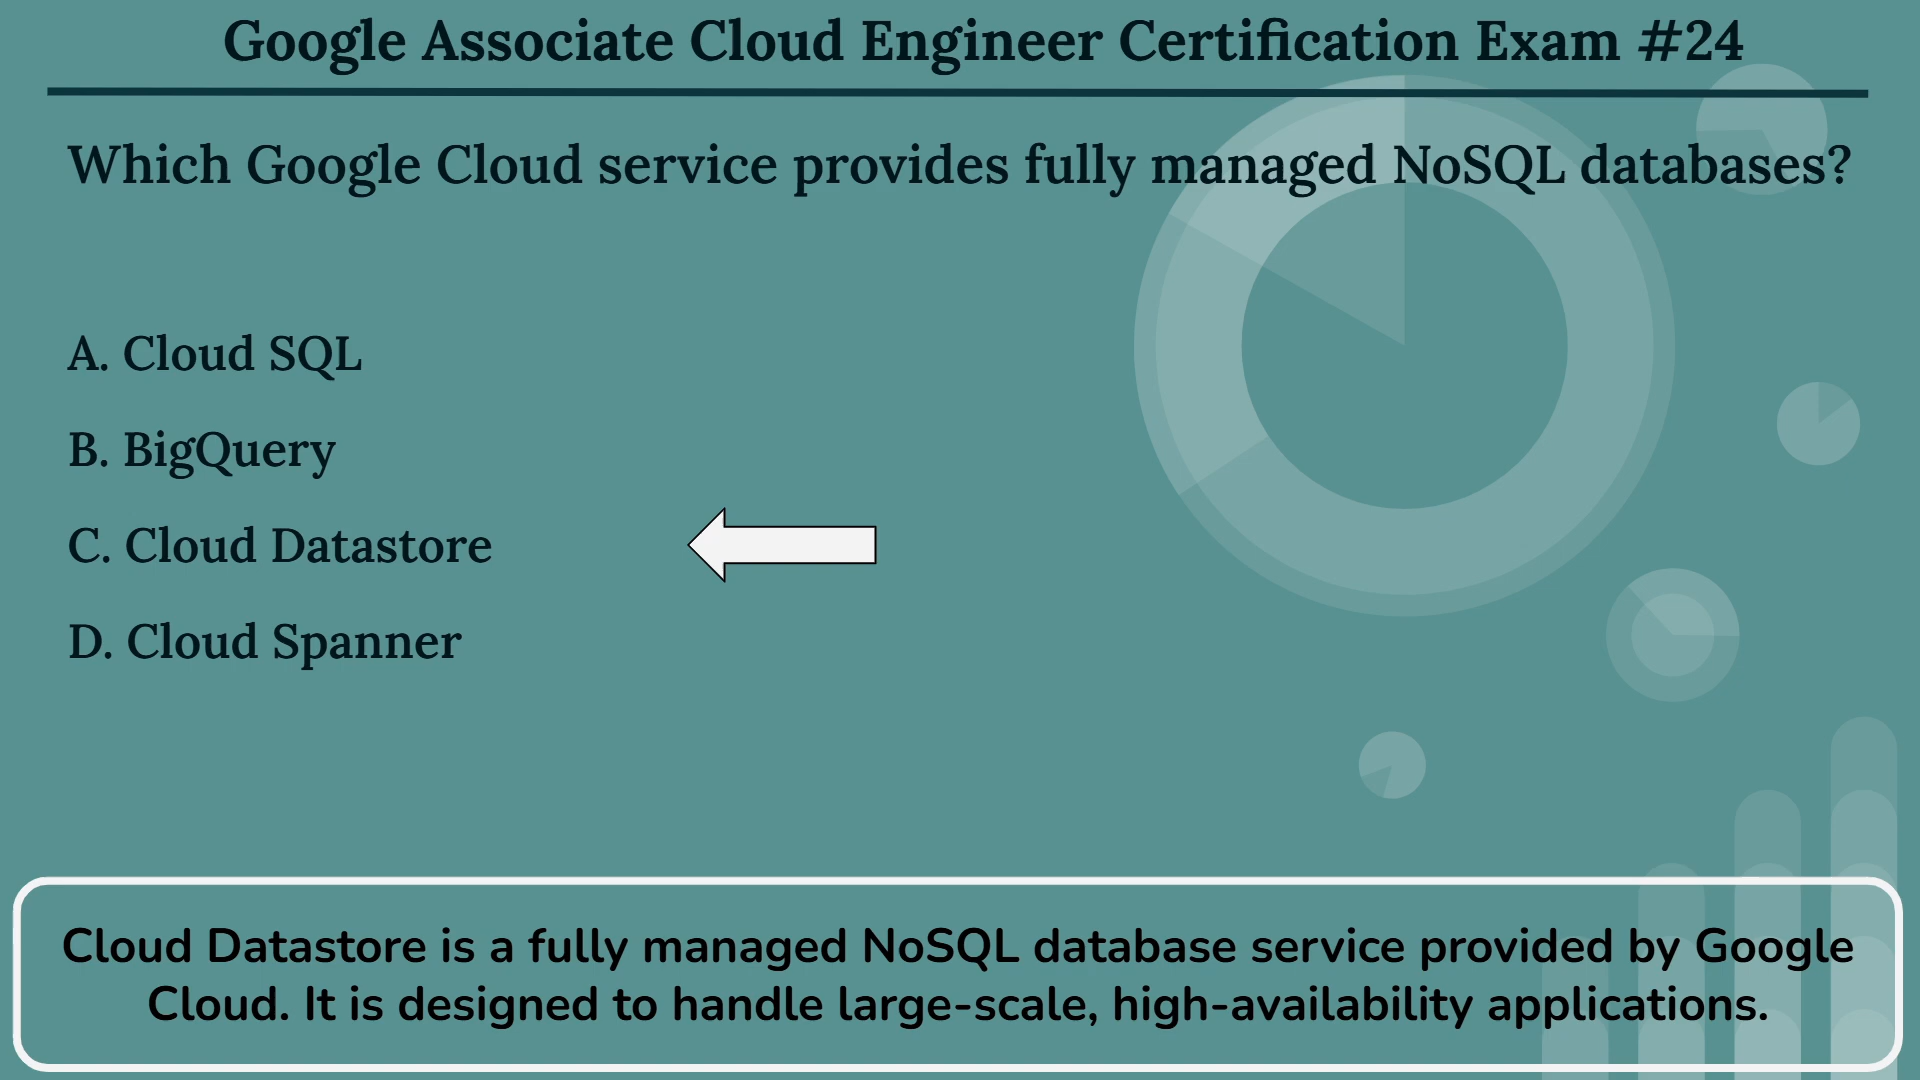 Google Associate Cloud Engineer Certification Exam #24
Which Google Cloud service provides fully managed NoSQL databases?
A. Cloud SQL
B. BigQuery
C. Cloud Datastore
D. Cloud Spanner
Cloud Datastore is a fully managed NoSQL database service provided by Google
Cloud. It is designed to handle large-scale, high-availability applications.